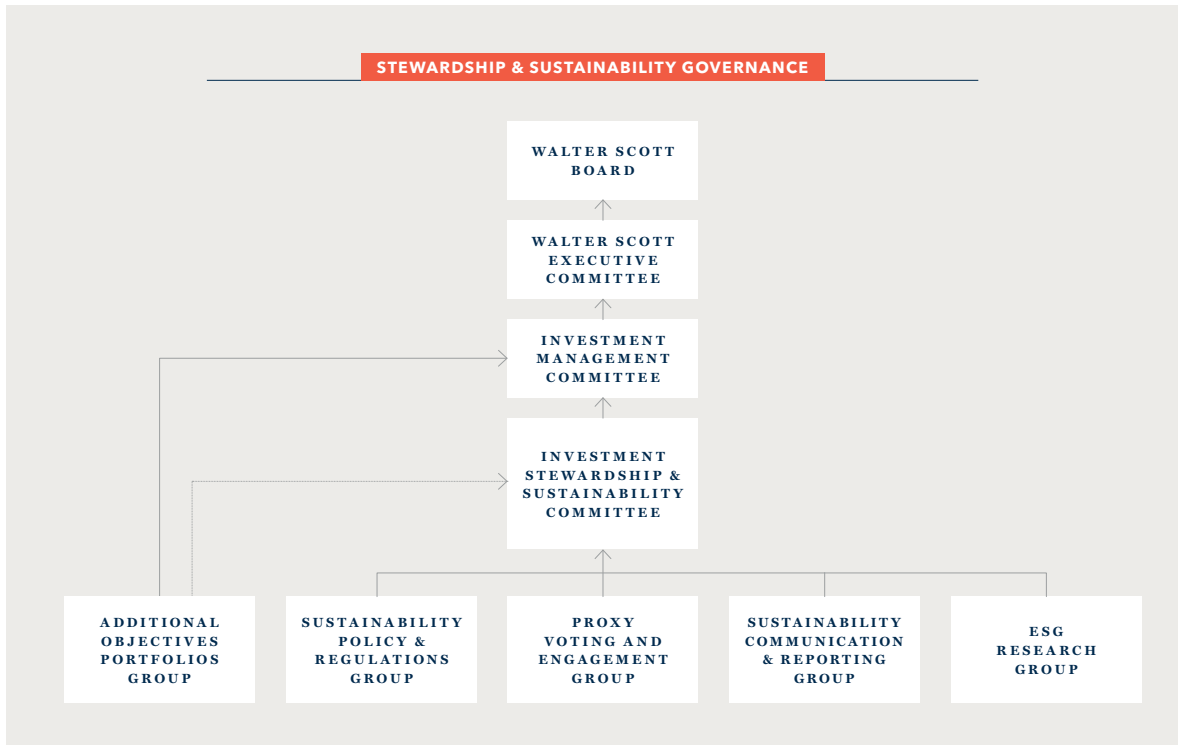 STEWARDSHIP & SUSTAINABILITY GOVERNANCE
WALTER SCOTT
BOARD
WALTER SCOTT
EXECUTIVE
COMMITTEE
INVESTMENT
MANAGEMENT
COMMITTEE
INVESTMENT
STEWARDSHIP &
SUSTAINABILITY
COMMITTEE
ADDITIONAL
OBJECTIVES
PORTFOLIOS
GROUP
SUSTAINABILITY
POLICY &
REGULATIONS
GROUP
PROXY
VOTING AND
ENGAGEMENT
GROUP
SUSTAINABILITY
COMMUNICATION
& REPORTING
GROUP
ESG
RESEARCH
GROUP